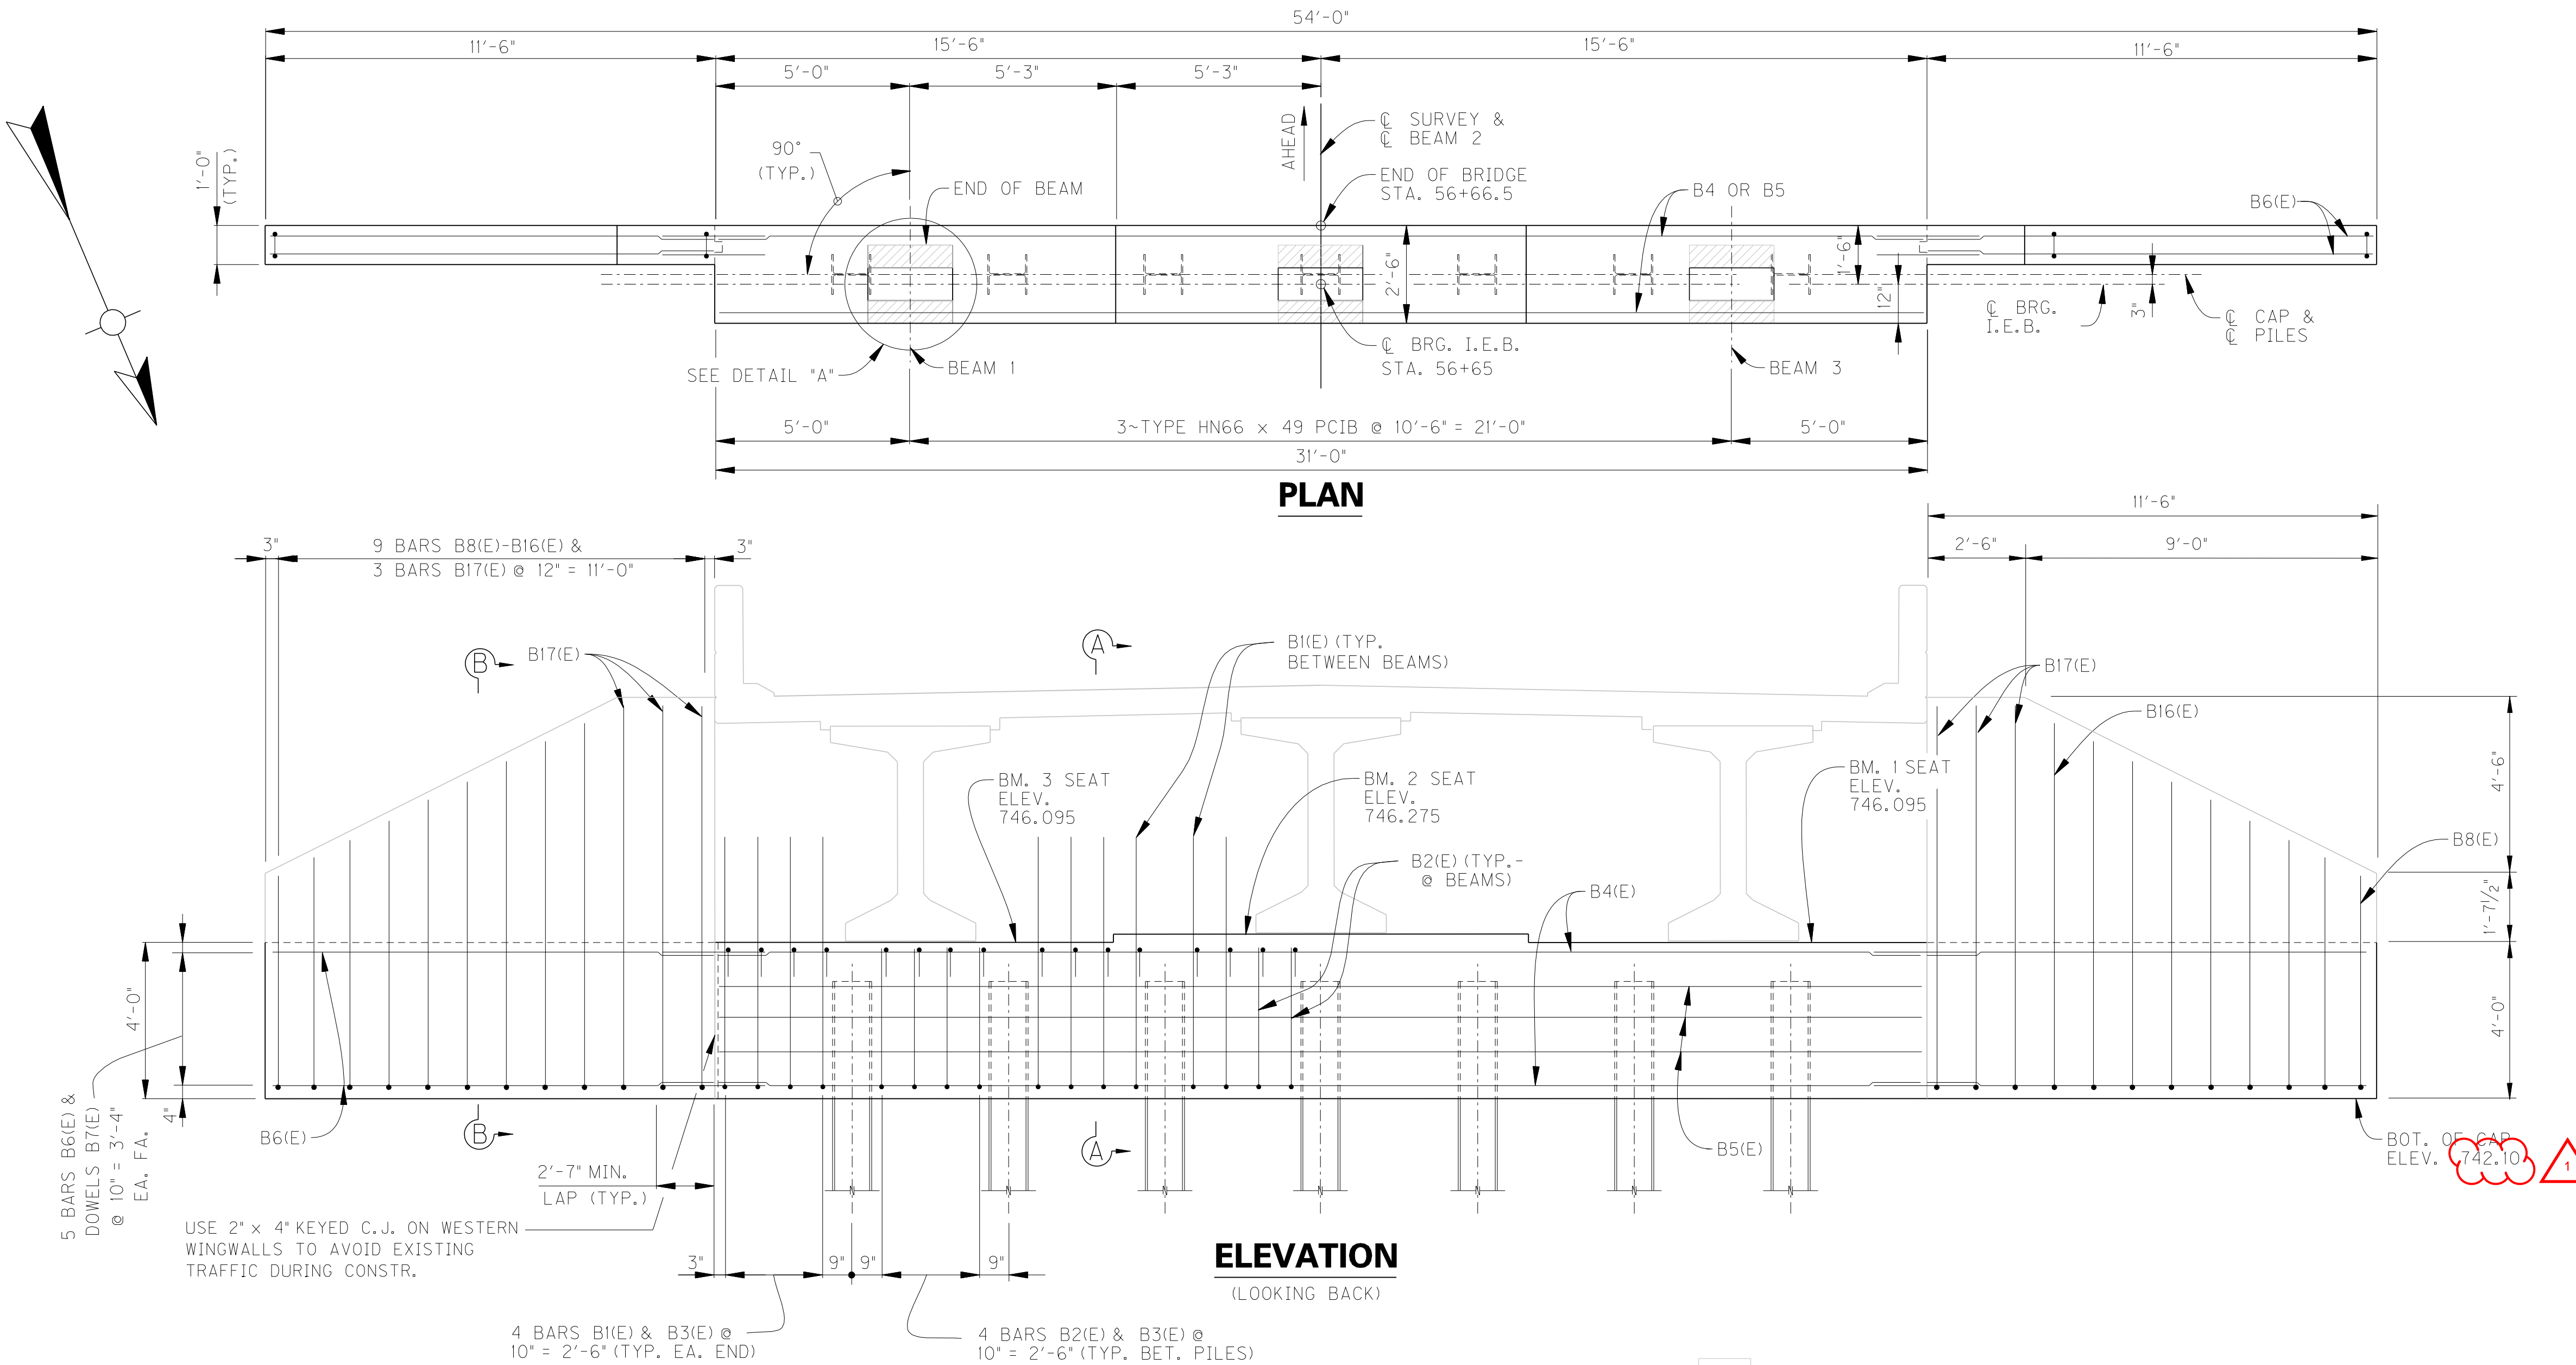 54'-0"
11'-6"
15'-6"
15'-6"
11'-6"
5'-0"
5'-3"
5'-3"
1'-0"
(TYP.)
90°
(TYP.)
END OF BEAM
AHEAD
℄ SURVEY &
℄ BEAM 2
END OF BRIDGE
STA. 56+66.5
B4 OR B5
B6(E)
2'-6"
1'-6"
12"
3"
℄ BRG.
I.E.B.
℄ CAP &
℄ PILES
SEE DETAIL "A"
BEAM 1
℄ BRG. I.E.B.
STA. 56+65
BEAM 3
5'-0"
3~TYPE HN66 x 49 PCIB @ 10'-6" = 21'-0"
5'-0"
31'-0"
PLAN
11'-6"
2'-6"
9'-0"
3"
9 BARS B8(E)-B16(E) &
3 BARS B17(E) @ 12" = 11'-0"
3"
B
B17(E)
A
B1(E) (TYP.
BETWEEN BEAMS)
B17(E)
B16(E)
4'-6"
BM. 3 SEAT
ELEV.
746.095
BM. 2 SEAT
ELEV.
746.275
BM. 1 SEAT
ELEV.
746.095
B8(E)
B2(E) (TYP.-
@ BEAMS)
B4(E)
1'-7 1/2"
4'-0"
4'-0"
4"
5 BARS B6(E) &
DOWELS B7(E)
@ 10" = 3'-4"
EA. FA.
B6(E)
B
A
B5(E)
BOT. OF CAP
ELEV. 742.10
1
2'-7" MIN.
LAP (TYP.)
USE 2" x 4" KEYED C.J. ON WESTERN
WINGWALLS TO AVOID EXISTING
TRAFFIC DURING CONSTR.
3"
9"
9"
9"
ELEVATION
(LOOKING BACK)
4 BARS B1(E) & B3(E) @
10" = 2'-6" (TYP. EA. END)
4 BARS B2(E) & B3(E) @
10" = 2'-6" (TYP. BET. PILES)